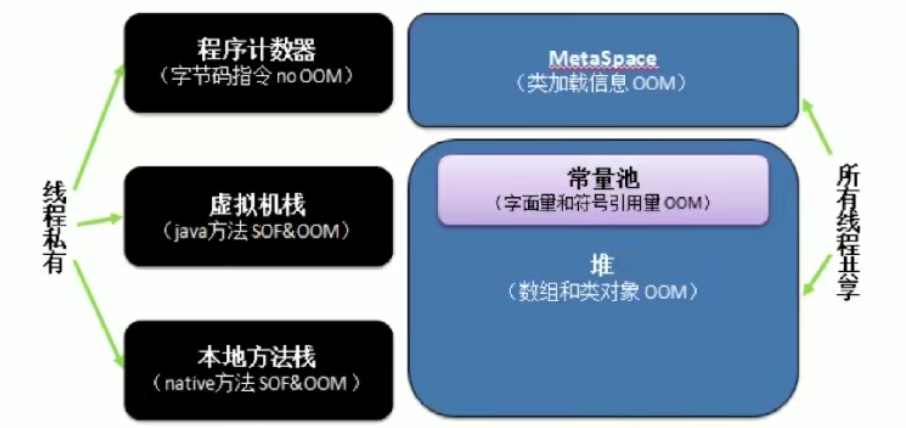 程序计数器
（字节码指令 no OOM）
MetaSpace
（类加载信息 OOM）
线程私有
虚拟机栈
（java方法 SOF&OOM）
常量池
（字面量和符号引用量 OOM）
堆
（数组和类对象 OOM）
所有线程共享
本地方法栈
（native方法 SOF&OOM ）